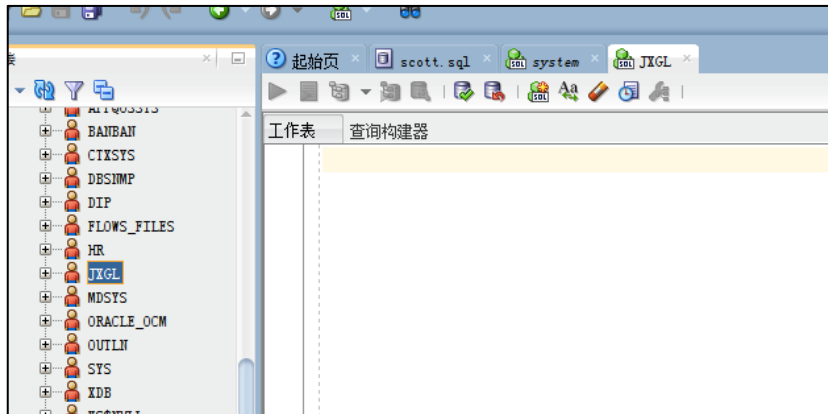 起始页 scott.sql system JXGL
工作表 查询构建器
BANBAN
CTXSYS
DBSNMP
DIP
FLOWS_FILES
HR
JXGL
MDSYS
ORACLE_OCM
OUTLN
SYS
XDB